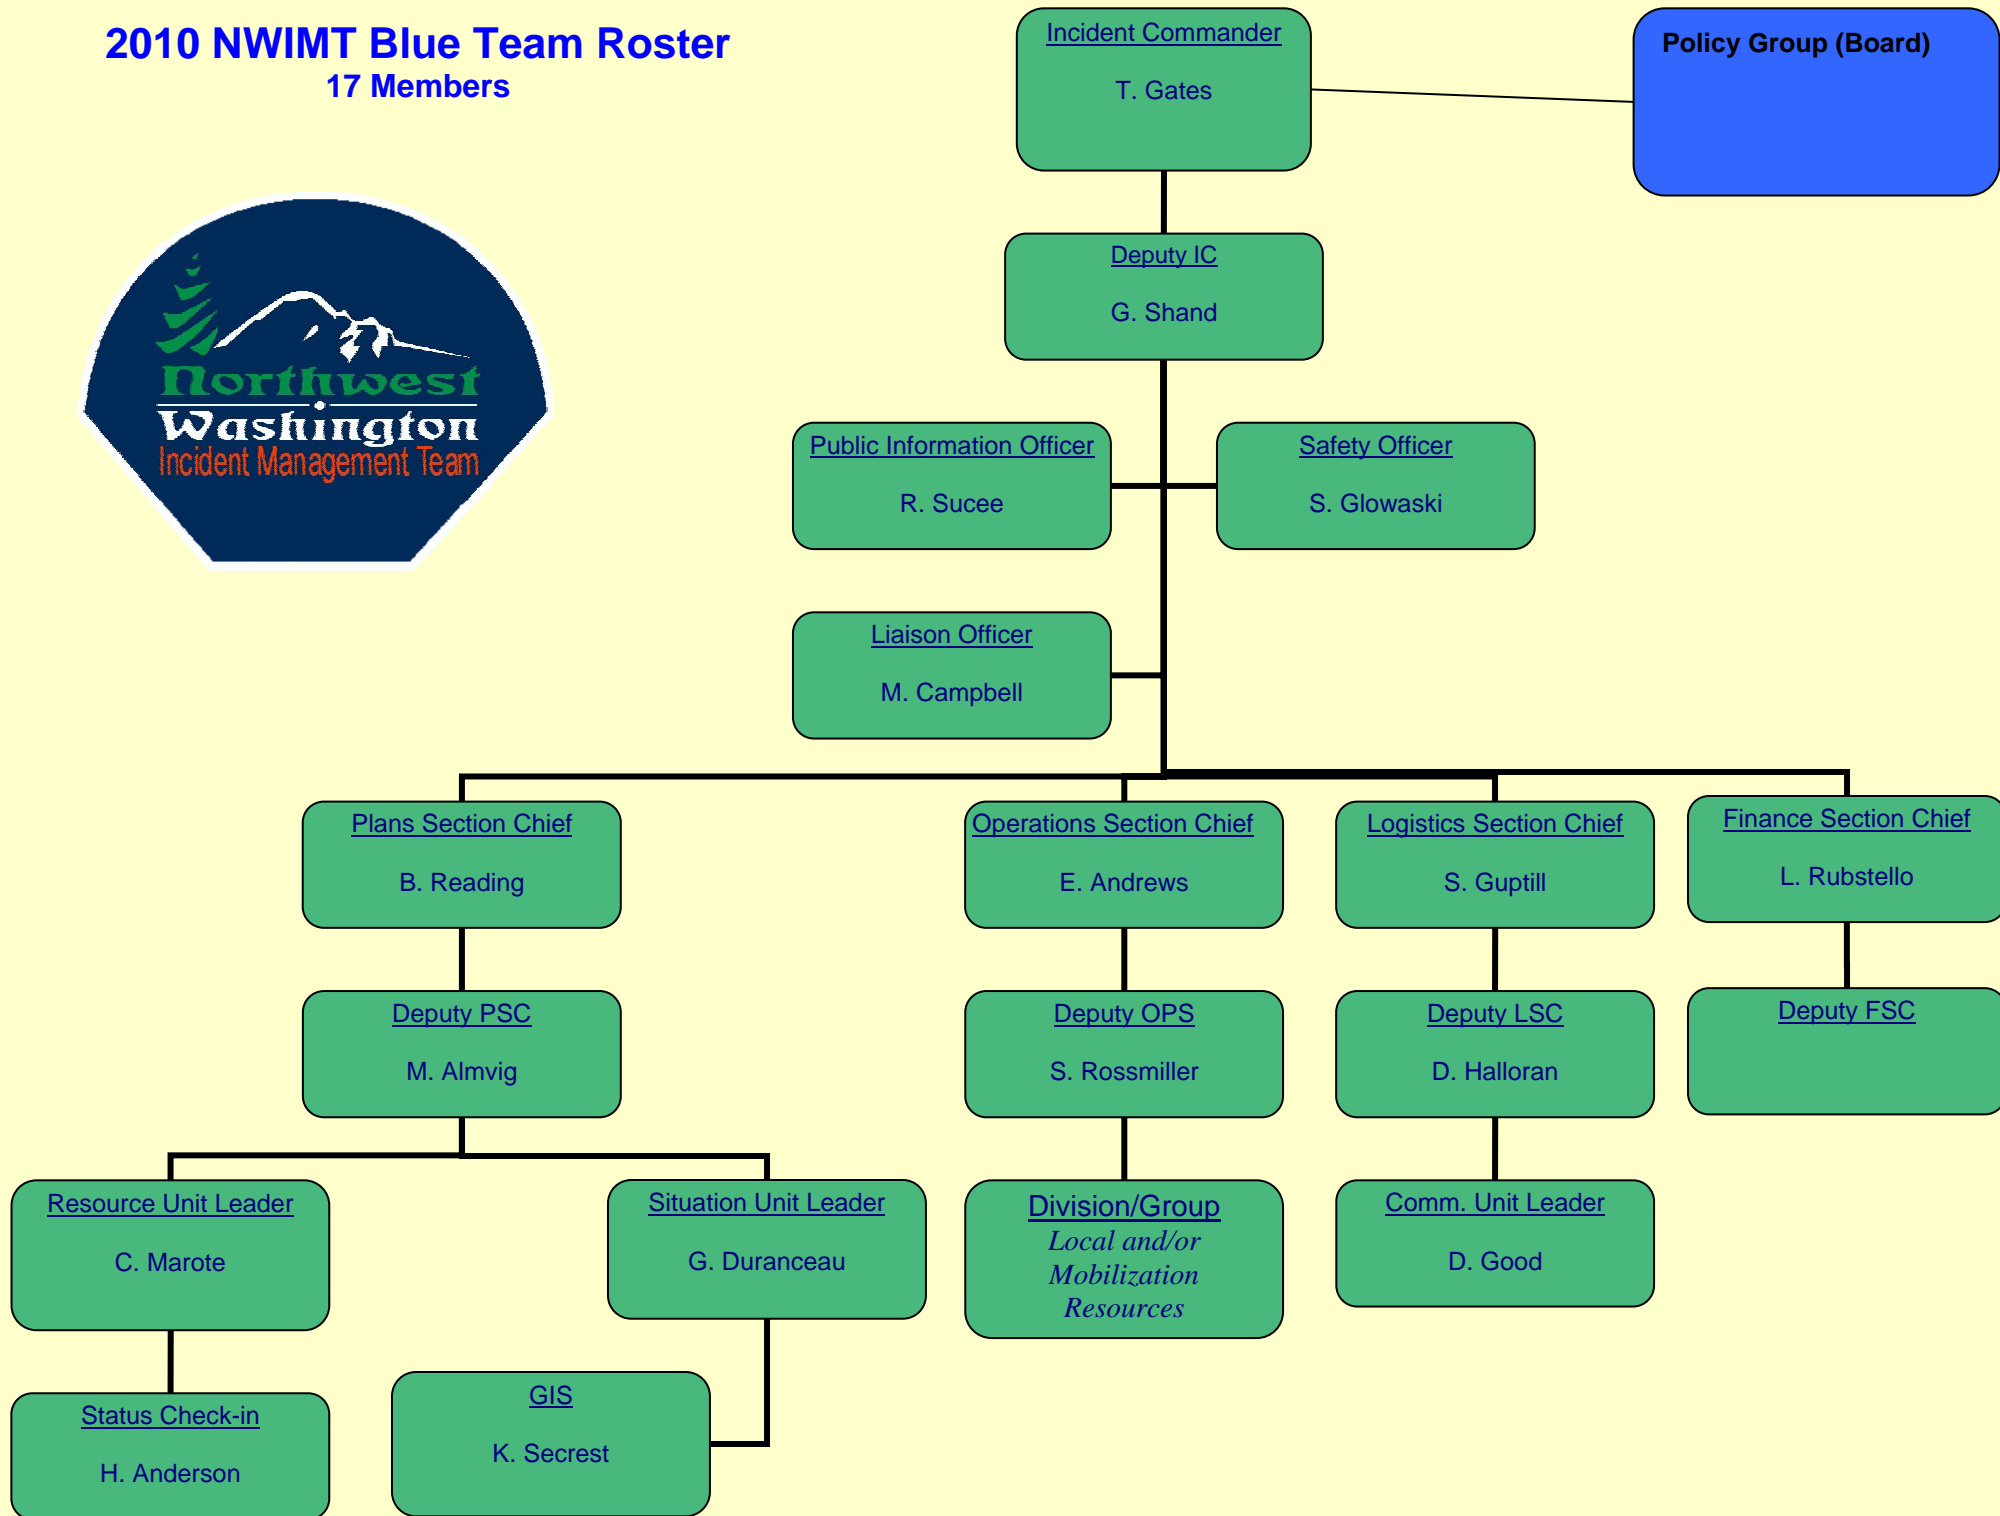 2010 NWIMT Blue Team Roster
17 Members
Incident Commander
T. Gates
Policy Group (Board)
Northwest
Washington
Incident Management Team
Deputy IC
G. Shand
Public Information Officer
R. Sucee
Safety Officer
S. Glowaski
Liaison Officer
M. Campbell
Plans Section Chief
B. Reading
Operations Section Chief
E. Andrews
Logistics Section Chief
S. Guptill
Finance Section Chief
L. Rubstello
Deputy PSC
M. Almvig
Deputy OPS
S. Rossmiller
Deputy LSC
D. Halloran
Deputy FSC
Resource Unit Leader
C. Marote
Situation Unit Leader
G. Duranceau
Division/Group
Local and/or
Mobilization
Resources
Comm. Unit Leader
D. Good
Status Check-in
H. Anderson
GIS
K. Secrest